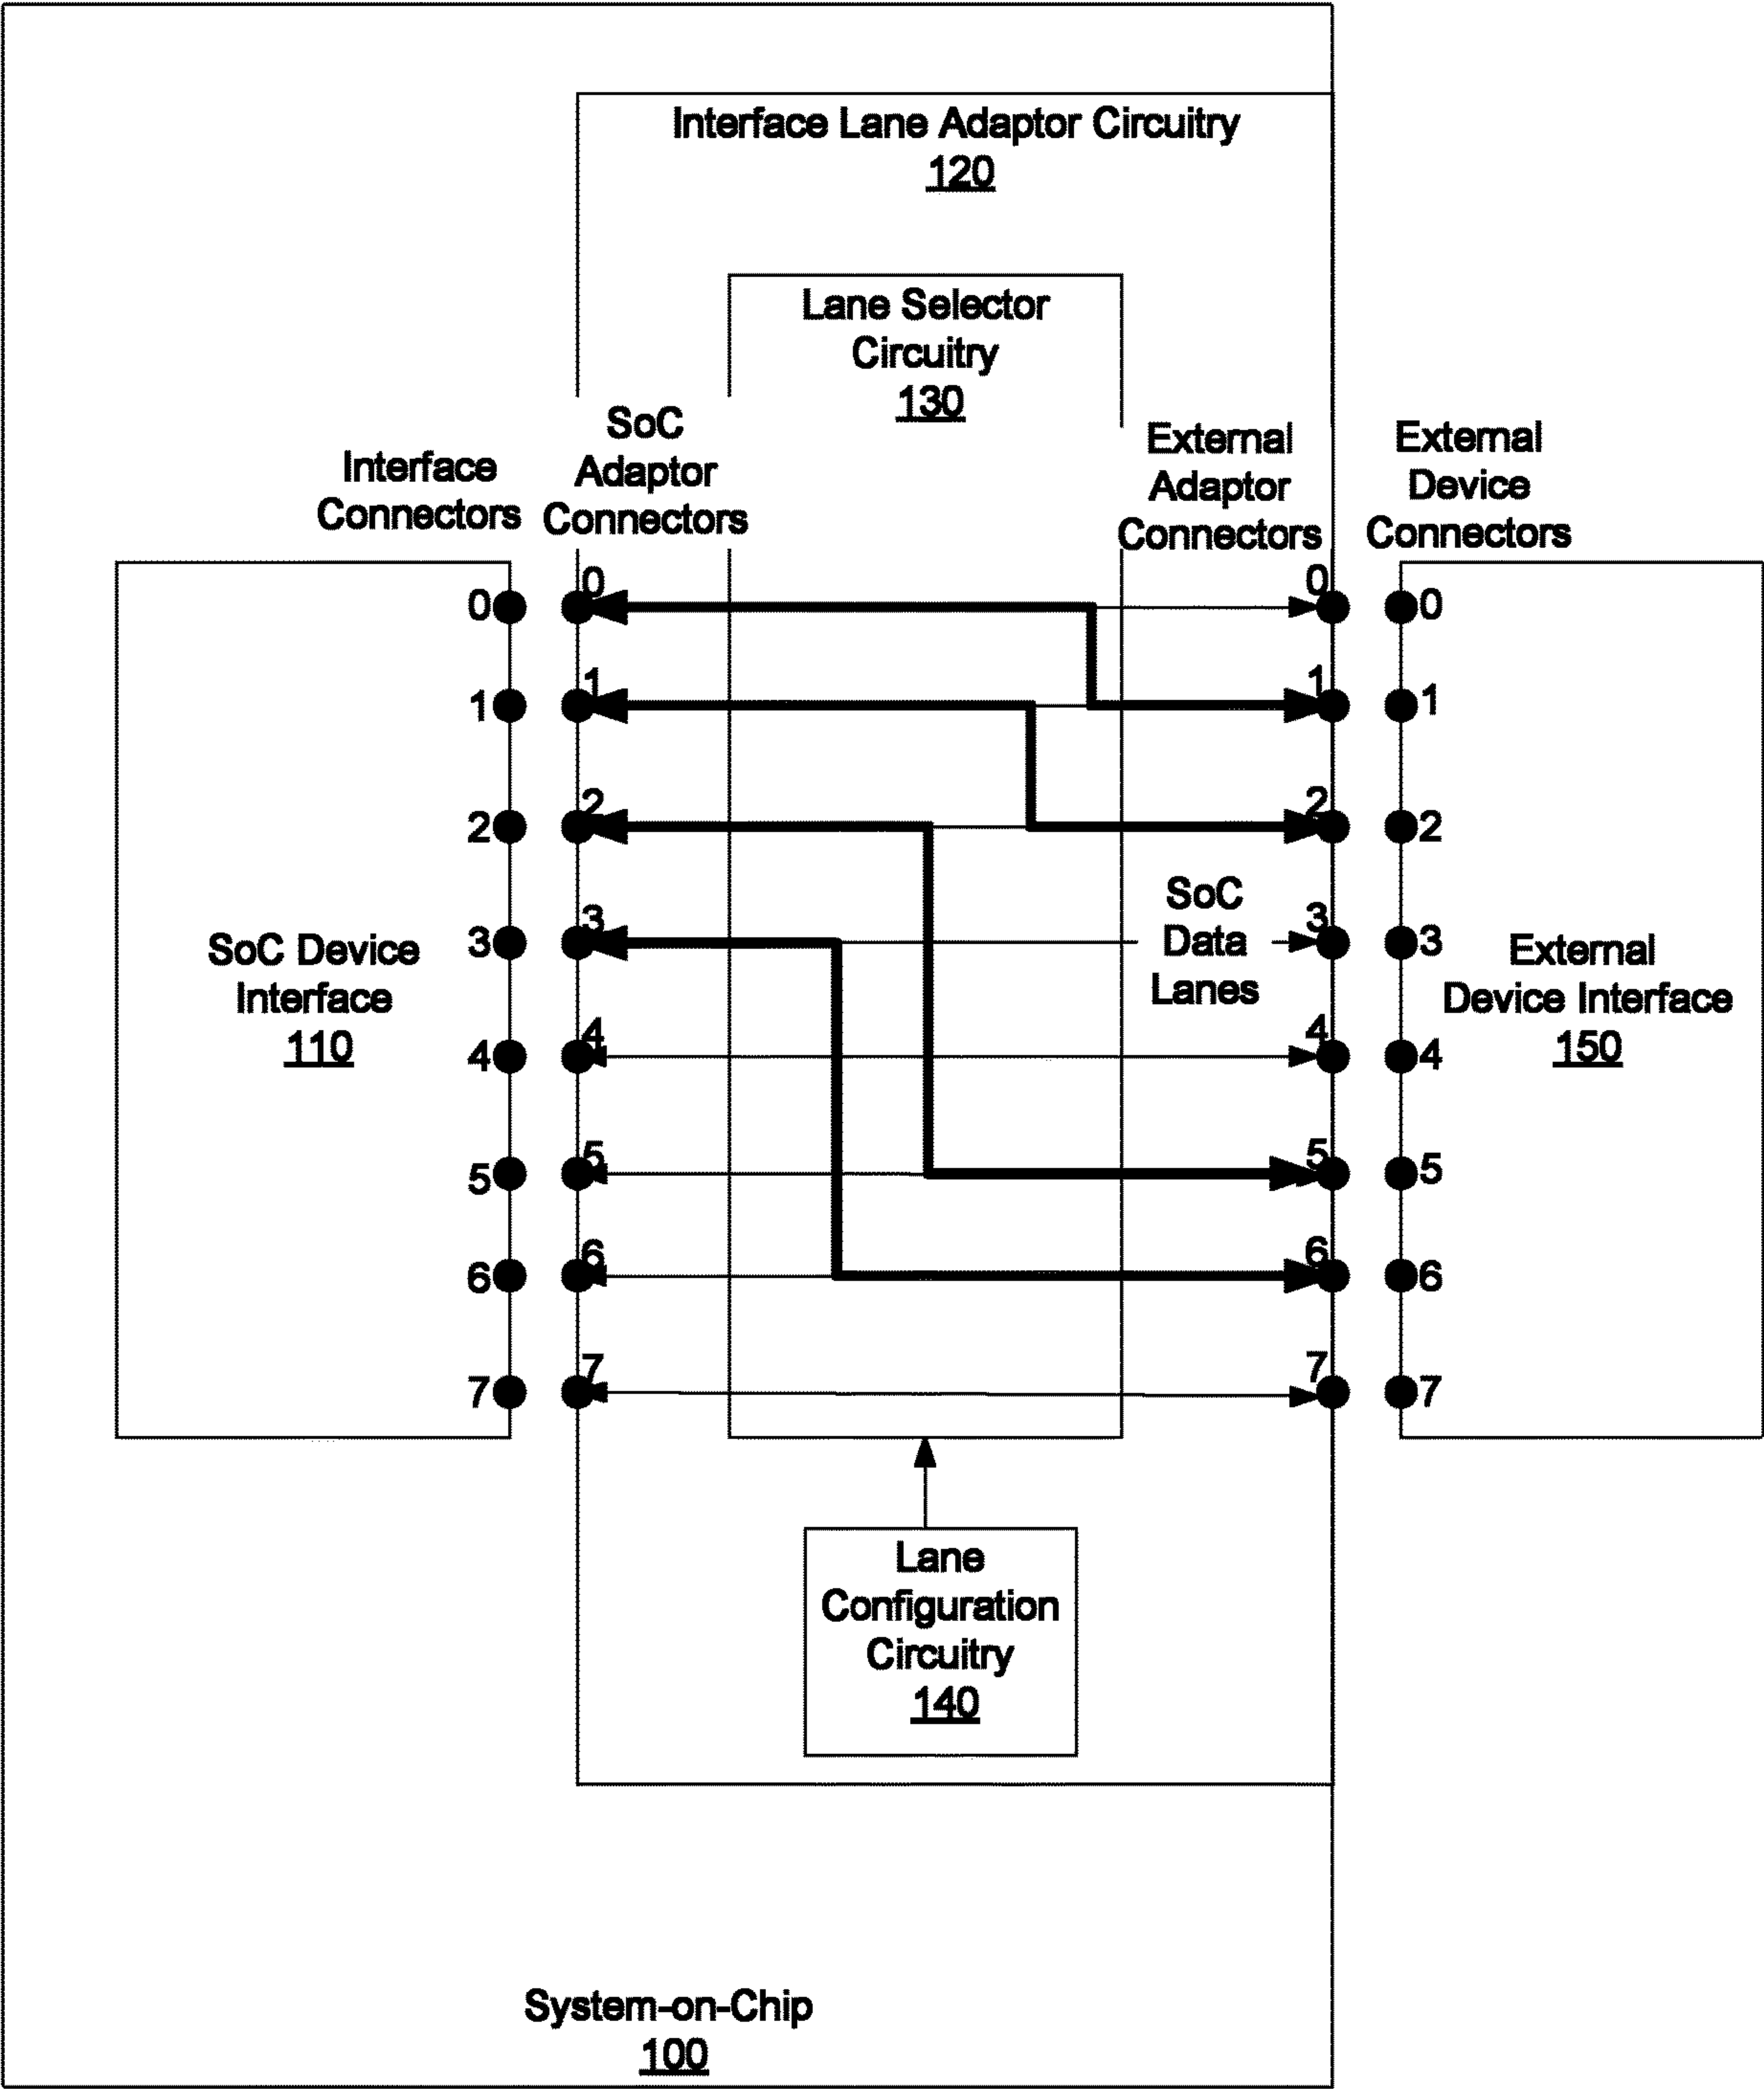 Interface Lane Adaptor Circuitry
120
Lane Selector
Circuitry
130
Interface
Connectors
SoC
Adaptor
Connectors
External
Adaptor
Connectors
External
Device
Connectors
0 0 0 0
1 1 1 1
2 2 2 2
3 3 3 3
4 4 4 4
5 5 5 5
6 6 6 6
7 7 7 7
SoC
Data
Lanes
SoC Device
Interface
110
External
Device Interface
150
Lane
Configuration
Circuitry
140
System-on-Chip
100